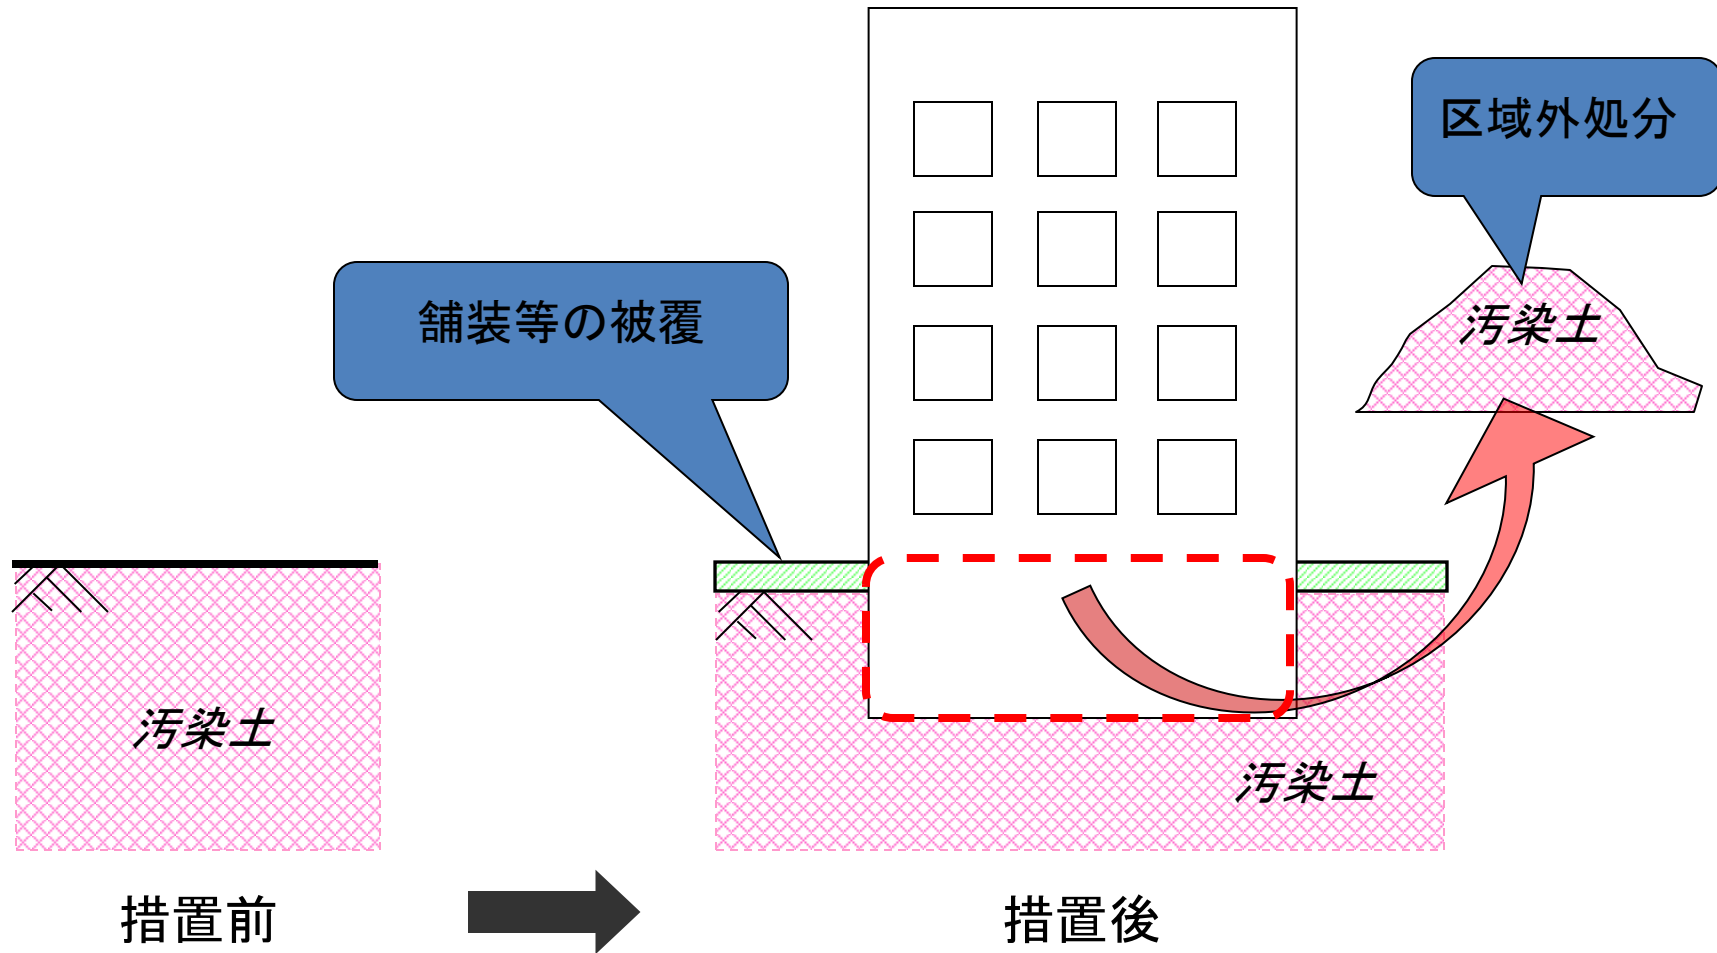 区域外処分
舗装等の被覆
汚染土
汚染土
汚染土
措置前
措置後